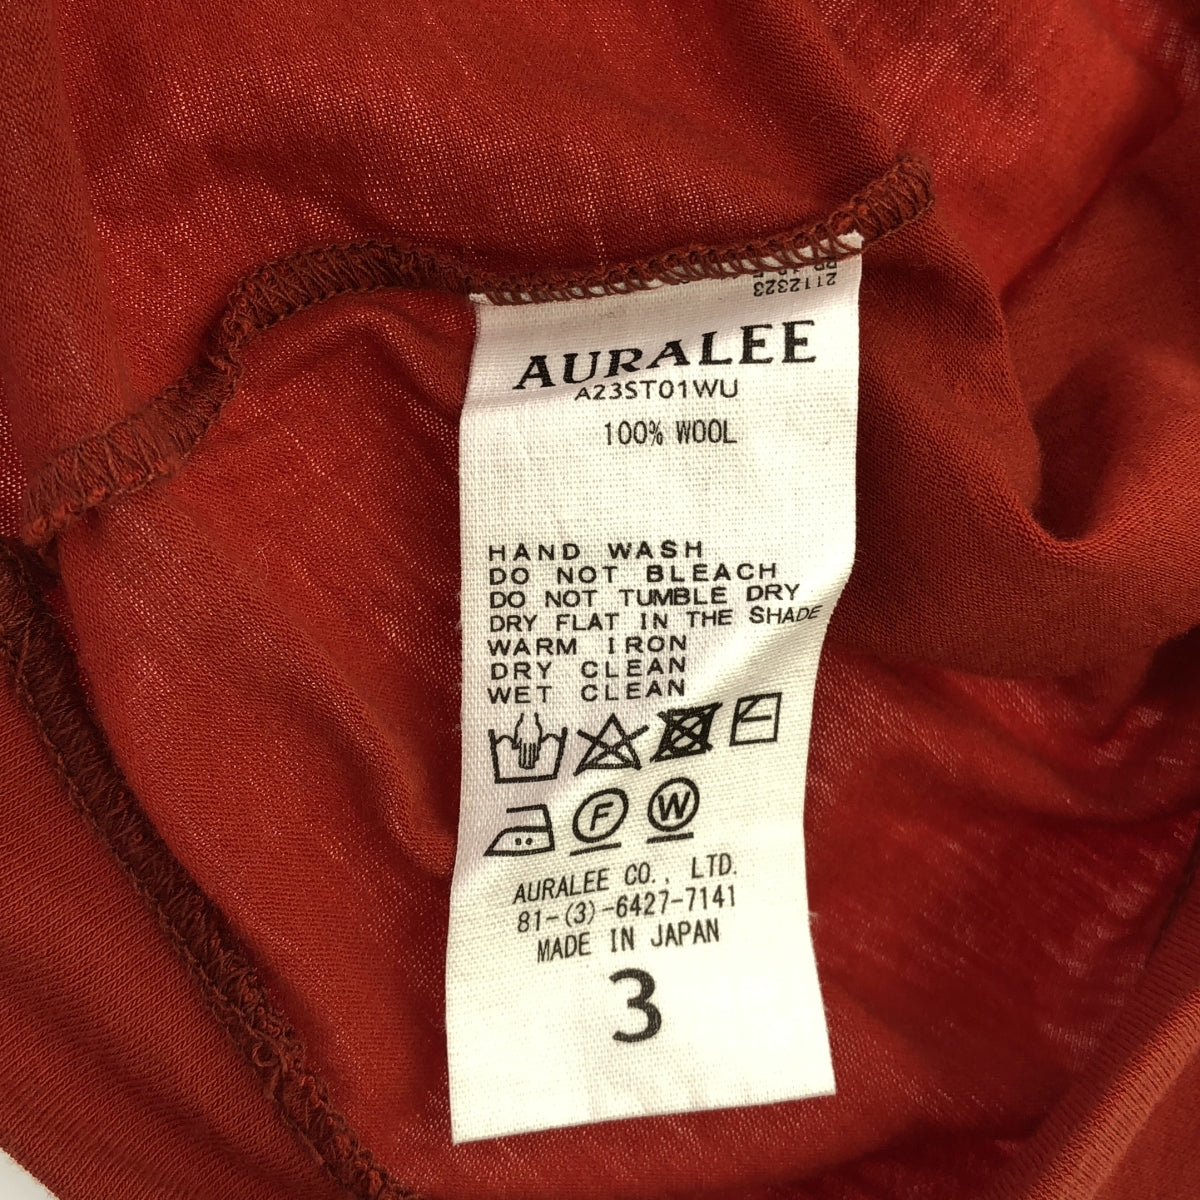 2112323
AURALEE
A23ST01WU
100% WOOL
HAND WASH
DO NOT BLEACH
DO NOT TUMBLE DRY
DRY FLAT IN THE SHADE
WARM IRON
DRY CLEAN
WET CLEAN
F W
AURALEE CO., LTD.
81-(3)-6427-7141
MADE IN JAPAN
3